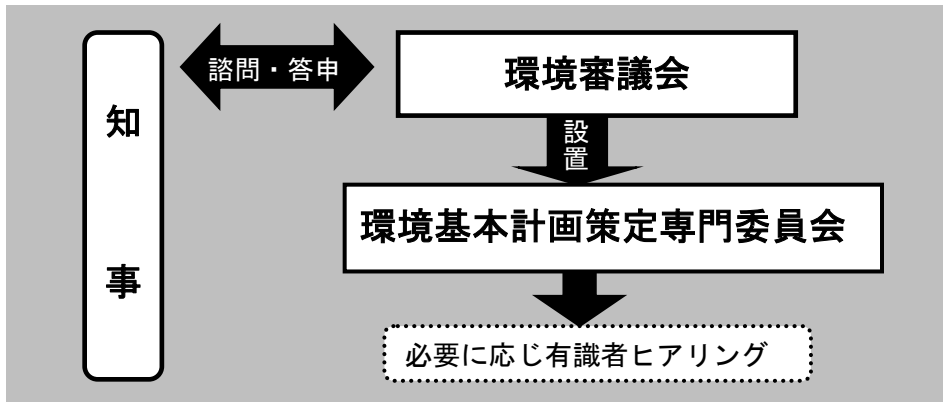 知事
諮問・答申
環境審議会
設置
環境基本計画策定専門委員会
必要に応じ有識者ヒアリング